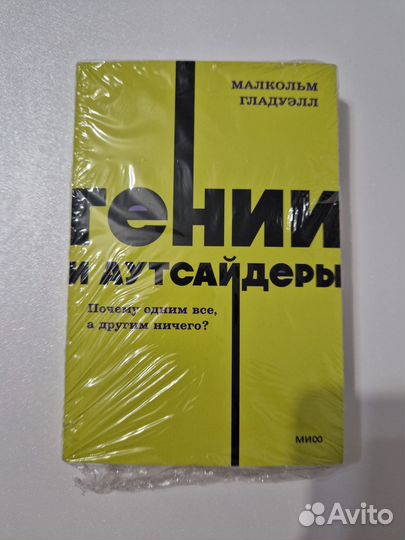 МАЛКОЛЬМ
ГЛАДУЭЛЛ
ГЕНИИ
И АУТСАЙДЕРЫ
Почему одним все,
а другим ничего?
МИФ
Avito